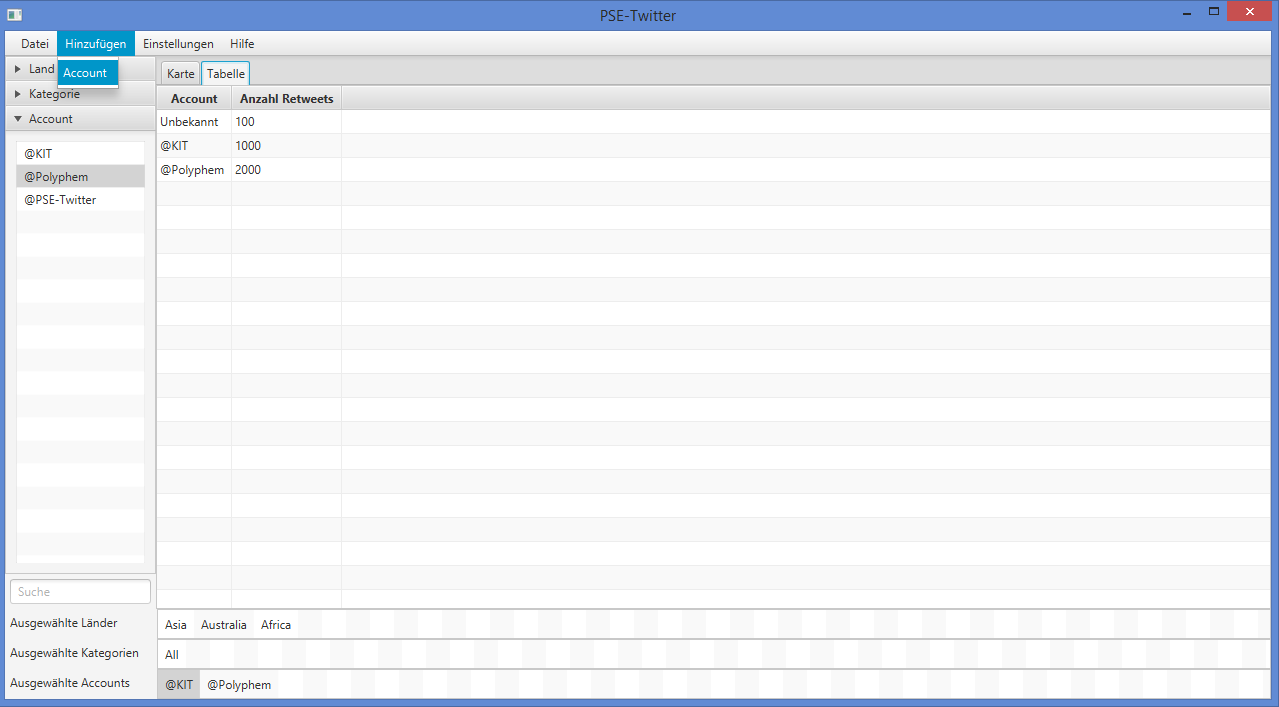 PSE-Twitter
Datei Hinzufügen Einstellungen Hilfe
Account
Land
Kategorie
Account
@KIT
@Polyphem
@PSE-Twitter
Suche
Ausgewählte Länder
Ausgewählte Kategorien
Ausgewählte Accounts
Karte Tabelle
Account Anzahl Retweets
Unbekannt 100
@KIT 1000
@Polyphem 2000
Asia Australia Africa
All
@KIT @Polyphem